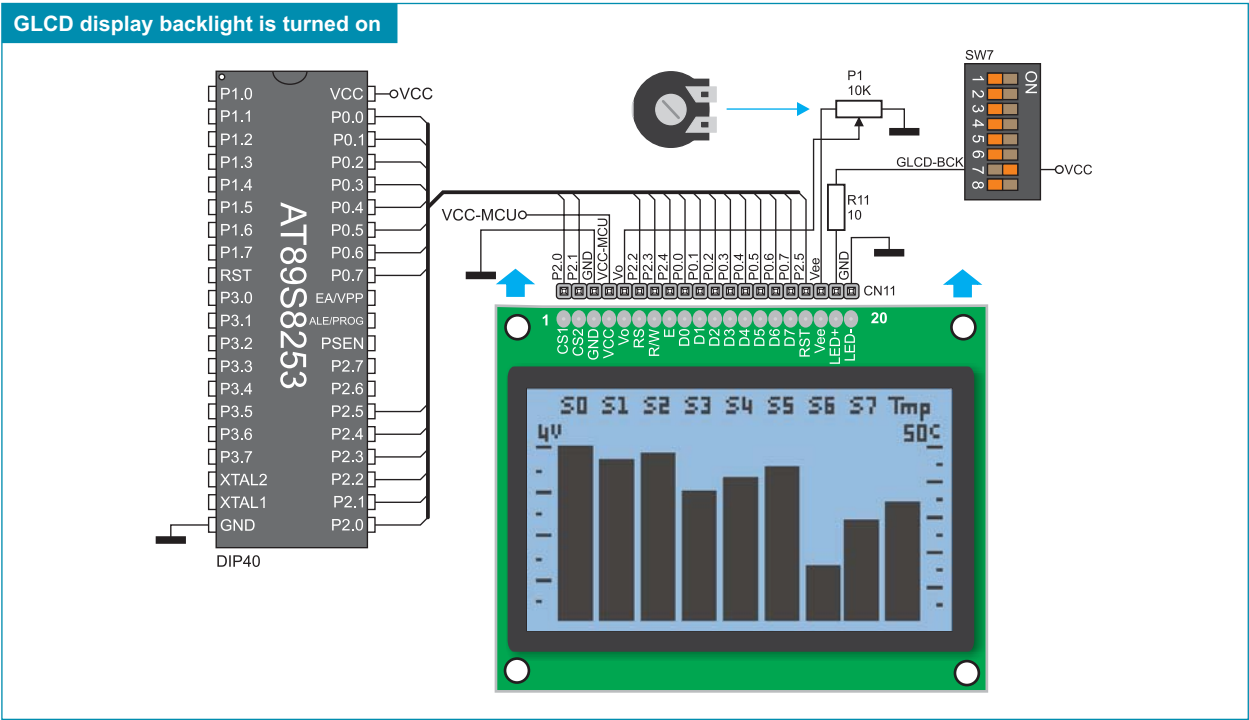 GLCD display backlight is turned on
SW7
P1
10K
ON
1
2
3
4
5
6
7
8
GLCD-BCK
VCC
R11
10
P1.0 VCC VCC
P1.1 P0.0
P1.2 P0.1
P1.3 P0.2
P1.4 P0.3
P1.5 P0.4
P1.6 P0.5
P1.7 P0.6
RST P0.7
P3.0 EA/VPP
P3.1 ALE/PROG
P3.2 PSEN
P3.3 P2.7
P3.4 P2.6
P3.5 P2.5
P3.6 P2.4
P3.7 P2.3
XTAL2 P2.2
XTAL1 P2.1
GND P2.0
AT89S8253
DIP40
VCC-MCU
P2.0
P2.1
GND
VCC-MCU
Vo
P2.2
P2.3
P2.4
P0.0
P0.1
P0.2
P0.3
P0.4
P0.5
P0.6
P0.7
P2.5
Vee
GND
CN11
1 20
CS1
CS2
GND
VCC
Vo
RS
R/W
E
D0
D1
D2
D3
D4
D5
D6
D7
RST
Vee
LED+
LED-
S0 S1 S2 S3 S4 S5 S6 S7 Tmp
4V 50C